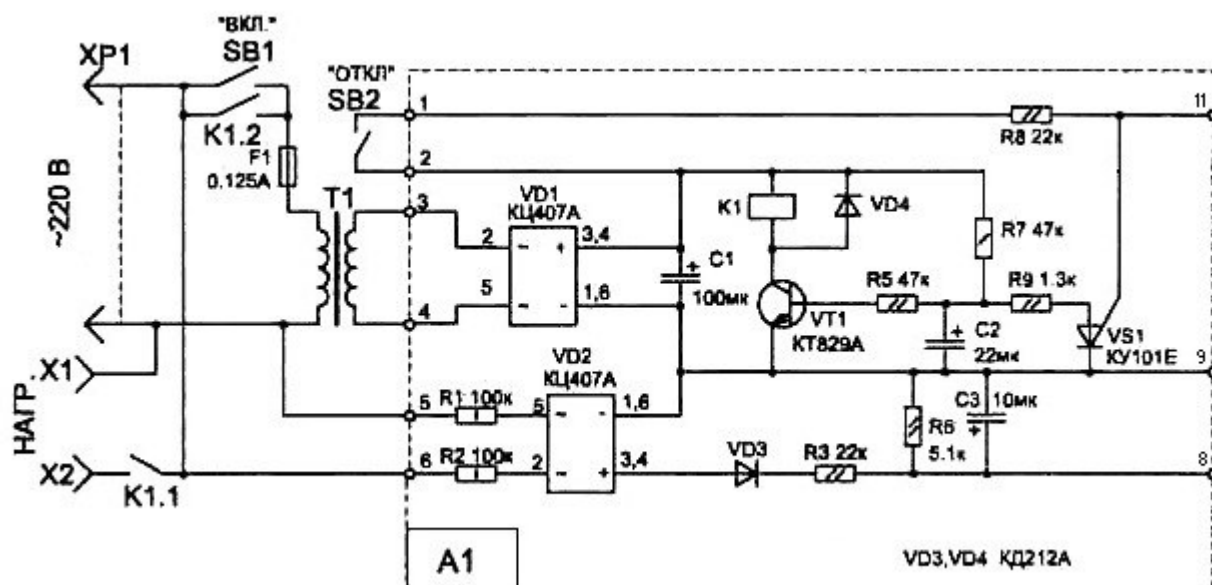 "ВКЛ."
SB1
XP1
"ОТКЛ"
SB2
1
11
R8 22к
K1.2
F1
0.125А
2
~220 В
T1
3
VD1
КЦ407А
2
3,4
-
+
K1
VD4
R7 47к
C1
+
100мк
5
1,6
-
-
4
R5 47к
R9 1.3к
VT1
КТ829А
+
C2
22мк
VS1
КУ101Е
9
X1
VD2
КЦ407А
НАГР.
5
R1 100к
5
1,6
-
-
C3
10мк
+
R6
5.1к
X2
K1.1
6
R2 100к
2
3,4
-
+
VD3
R3 22к
8
A1
VD3,VD4 КД212А